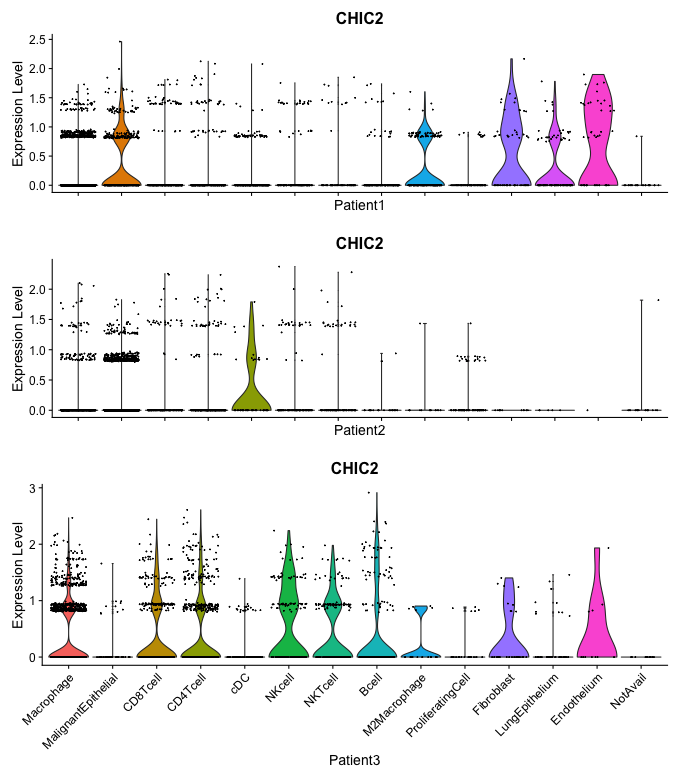 CHIC2
Expression Level
2.5
2.0
1.5
1.0
0.5
0.0
Patient1
CHIC2
Expression Level
2.0
1.5
1.0
0.5
0.0
Patient2
CHIC2
Expression Level
3
2
1
0
Macrophage
MalignantEpithelial
CD8Tcell
CD4Tcell
cDC
NKcell
NKTcell
Bcell
M2Macrophage
ProliferatingCell
Fibroblast
LungEpithelium
Endothelium
NotAvail
Patient3